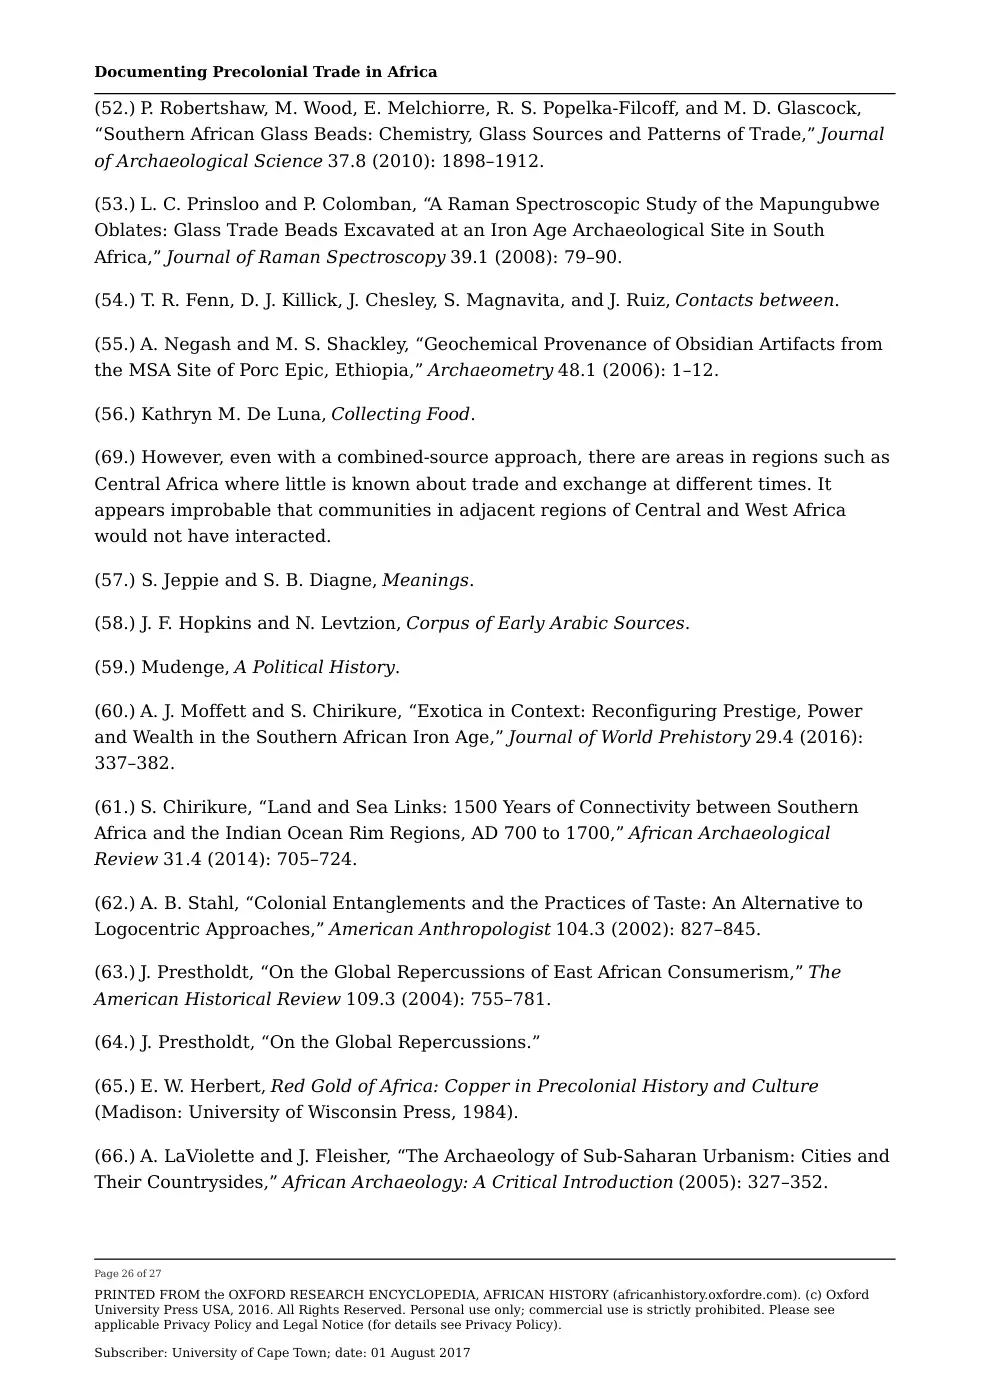 Documenting Precolonial Trade in Africa
(52.) P. Robertshaw, M. Wood, E. Melchiorre, R. S. Popelka-Filcoff, and M. D. Glascock,
“Southern African Glass Beads: Chemistry, Glass Sources and Patterns of Trade,” Journal
of Archaeological Science 37.8 (2010): 1898–1912.
(53.) L. C. Prinsloo and P. Colomban, “A Raman Spectroscopic Study of the Mapungubwe
Oblates: Glass Trade Beads Excavated at an Iron Age Archaeological Site in South
Africa,” Journal of Raman Spectroscopy 39.1 (2008): 79–90.
(54.) T. R. Fenn, D. J. Killick, J. Chesley, S. Magnavita, and J. Ruiz, Contacts between.
(55.) A. Negash and M. S. Shackley, “Geochemical Provenance of Obsidian Artifacts from
the MSA Site of Porc Epic, Ethiopia,” Archaeometry 48.1 (2006): 1–12.
(56.) Kathryn M. De Luna, Collecting Food.
(69.) However, even with a combined-source approach, there are areas in regions such as
Central Africa where little is known about trade and exchange at different times. It
appears improbable that communities in adjacent regions of Central and West Africa
would not have interacted.
(57.) S. Jeppie and S. B. Diagne, Meanings.
(58.) J. F. Hopkins and N. Levtzion, Corpus of Early Arabic Sources.
(59.) Mudenge, A Political History.
(60.) A. J. Moffett and S. Chirikure, “Exotica in Context: Reconfiguring Prestige, Power
and Wealth in the Southern African Iron Age,” Journal of World Prehistory 29.4 (2016):
337–382.
(61.) S. Chirikure, “Land and Sea Links: 1500 Years of Connectivity between Southern
Africa and the Indian Ocean Rim Regions, AD 700 to 1700,” African Archaeological
Review 31.4 (2014): 705–724.
(62.) A. B. Stahl, “Colonial Entanglements and the Practices of Taste: An Alternative to
Logocentric Approaches,” American Anthropologist 104.3 (2002): 827–845.
(63.) J. Prestholdt, “On the Global Repercussions of East African Consumerism,” The
American Historical Review 109.3 (2004): 755–781.
(64.) J. Prestholdt, “On the Global Repercussions.”
(65.) E. W. Herbert, Red Gold of Africa: Copper in Precolonial History and Culture
(Madison: University of Wisconsin Press, 1984).
(66.) A. LaViolette and J. Fleisher, “The Archaeology of Sub-Saharan Urbanism: Cities and
Their Countrysides,” African Archaeology: A Critical Introduction (2005): 327–352.
Page 26 of 27
PRINTED FROM the OXFORD RESEARCH ENCYCLOPEDIA, AFRICAN HISTORY (africanhistory.oxfordre.com). (c) Oxford
University Press USA, 2016. All Rights Reserved. Personal use only; commercial use is strictly prohibited. Please see
applicable Privacy Policy and Legal Notice (for details see Privacy Policy).
Subscriber: University of Cape Town; date: 01 August 2017